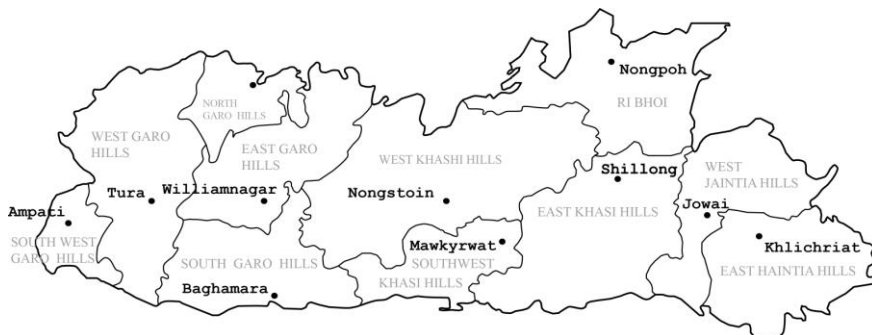 Nongpoh
NORTH
GARO HILLS
RI BHOI
WEST GARO
HILLS
EAST GARO
HILLS
WEST KHASHI HILLS
Shillong
WEST
JAINTIA HILLS
Tura
Williamnagar
Nongstoin
Jowai
Ampati
EAST KHASI HILLS
SOUTH WEST
GARO HILLS
Mawkyrwat
Khlichriat
SOUTH GARO HILLS
SOUTHWEST
KHASI HILLS
EAST HAINTIA HILLS
Baghamara